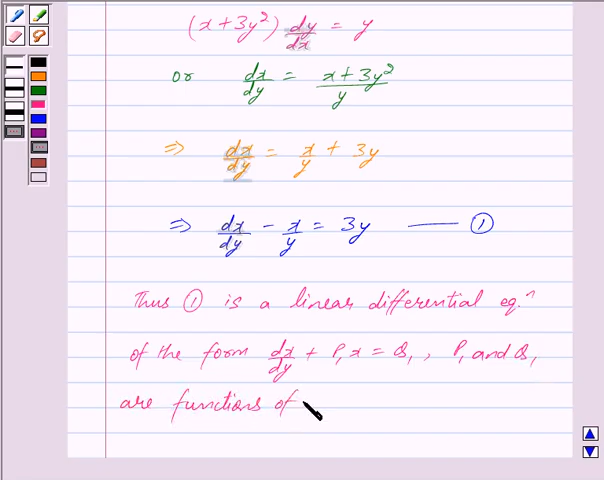 (x + 3y²) dy/dx = y
or dx/dy = (x + 3y²)/y
⇒ dx/dy = x/y + 3y
⇒ dx/dy - x/y = 3y —— ①
Thus ① is a linear differential eq.ⁿ
of the form dx/dy + P₁x = Q₁, P₁ and Q₁
are functions of